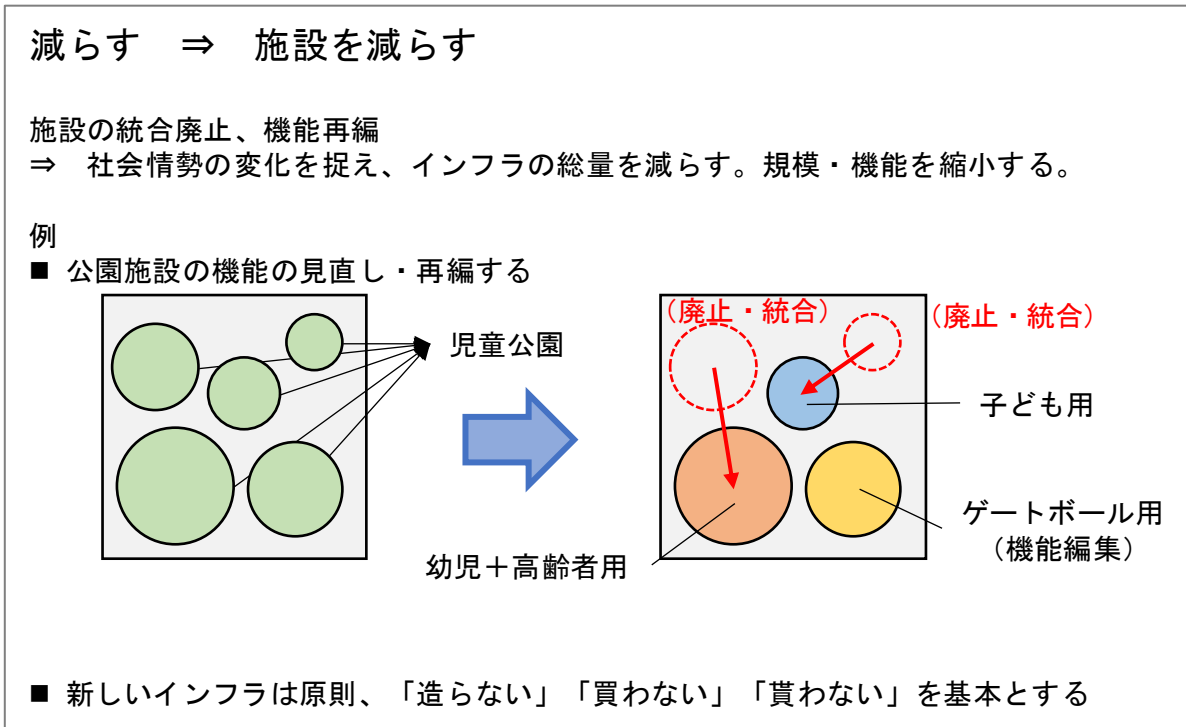 減らす　⇒　施設を減らす
施設の統合廃止、機能再編
⇒　社会情勢の変化を捉え、インフラの総量を減らす。規模・機能を縮小する。
例
■ 公園施設の機能の見直し・再編する
児童公園
（廃止・統合）
（廃止・統合）
子ども用
ゲートボール用
（機能編集）
幼児＋高齢者用
■ 新しいインフラは原則、「造らない」「買わない」「貰わない」を基本とする